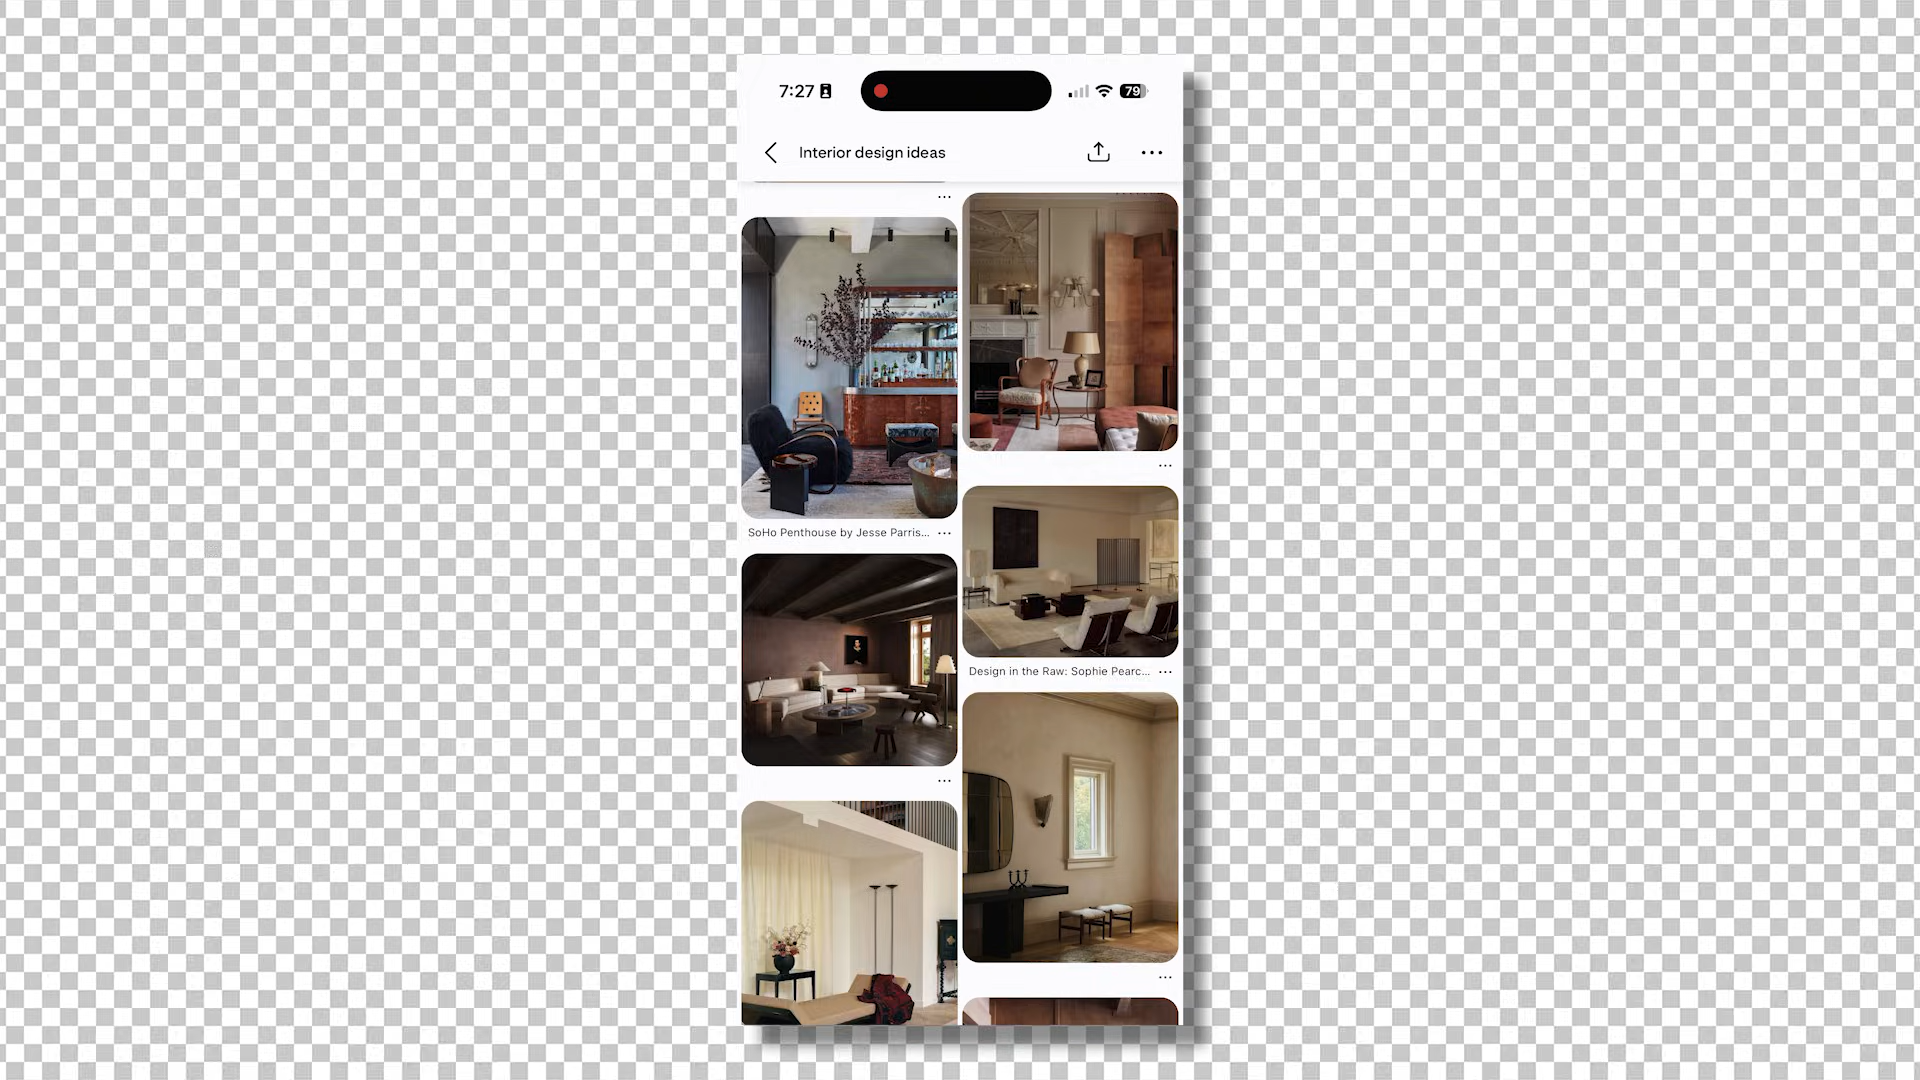 7:27
79
Interior design ideas
SoHo Penthouse by Jesse Parris...
Design in the Raw: Sophie Pearc...